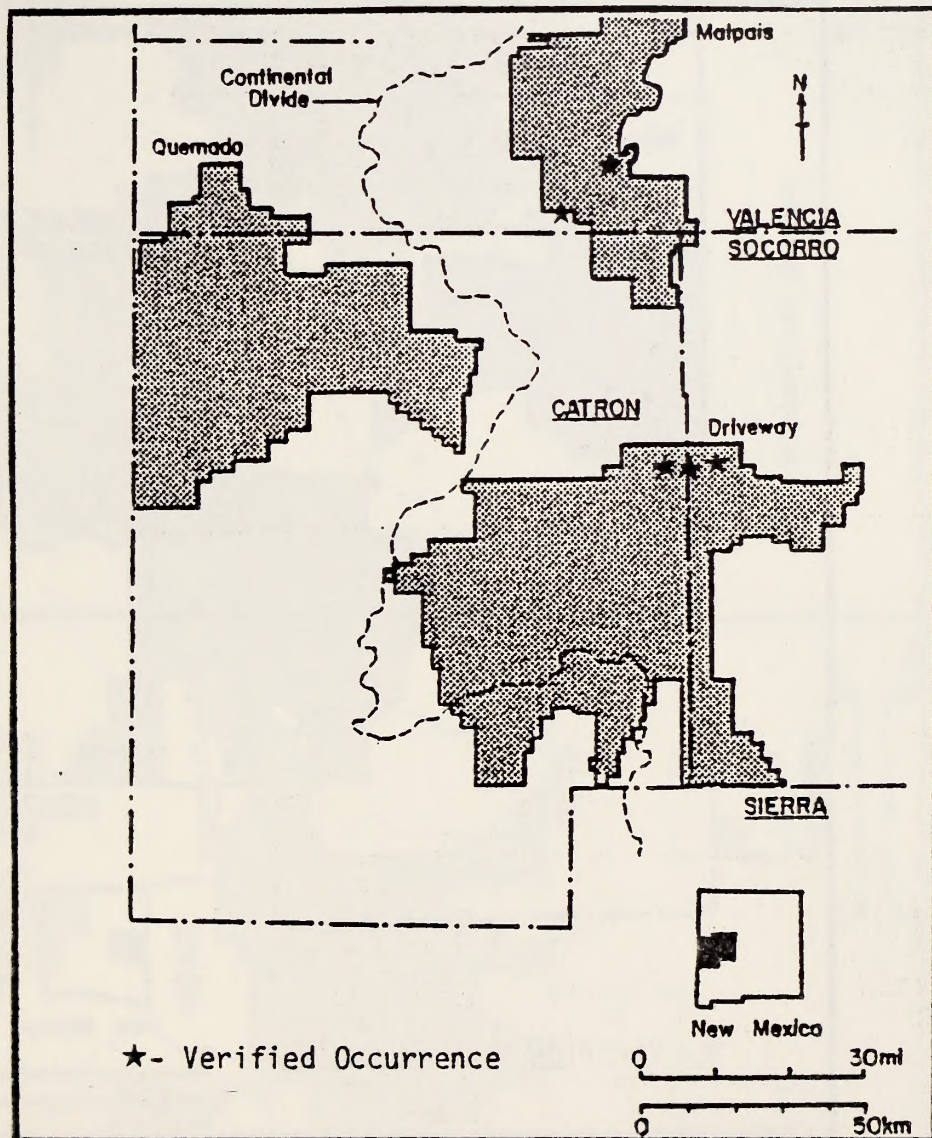 Malpais
Continental
Divide
N
Quemado
VALENCIA
SOCORRO
CATRON
Driveway
SIERRA
New Mexico
★- Verified Occurrence
0 30mi
0 50km